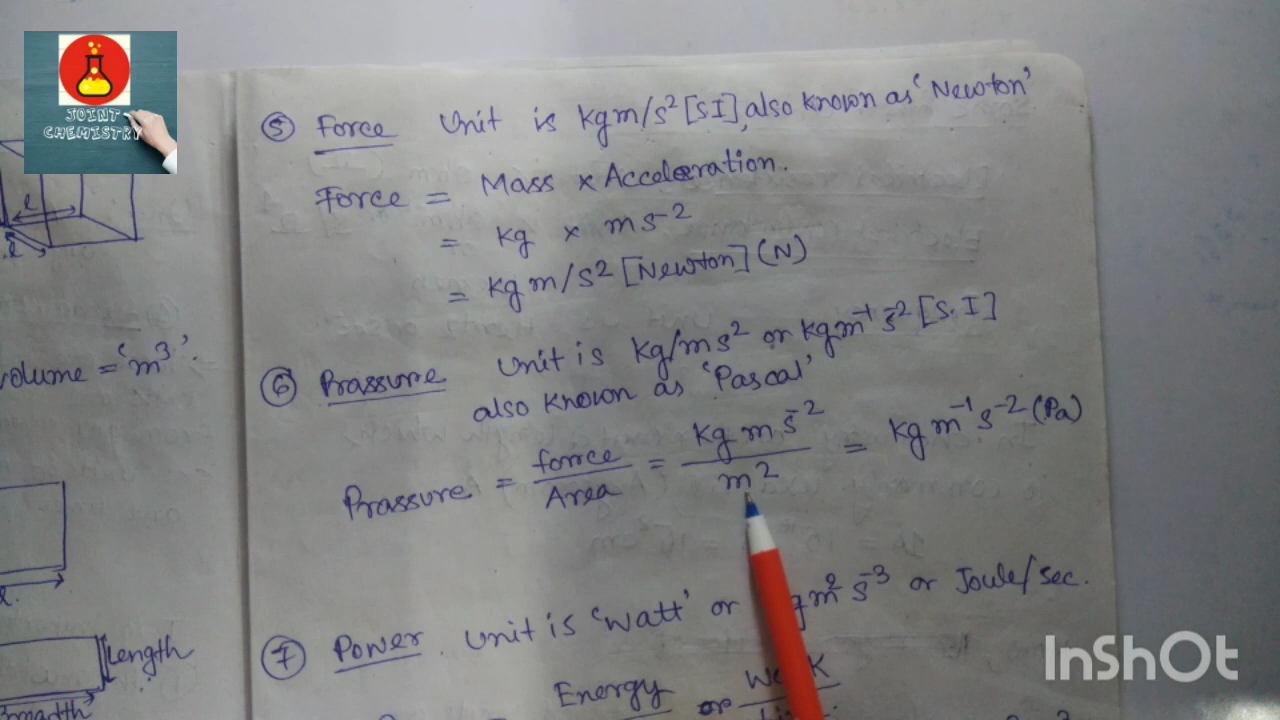 JOINT
CHEMISTRY
⑤ Force Unit is kgm/s² [SI], also known as 'Newton'
Force = Mass × Acceleration.
= kg × ms⁻²
= kgm/s² [Newton] (N)
⑥ Prassure Unit is kg/ms² or kgm⁻¹s⁻² [S.I]
also known as 'Pascal'
Prassure = force/Area = kg m s⁻²/m² = kgm⁻¹s⁻² (Pa)
⑦ Power. Unit is 'Watt' or gm²s⁻³ or Joule/sec.
Energy or
l
l
volume = 'm³'.
l.
Length
InShOt